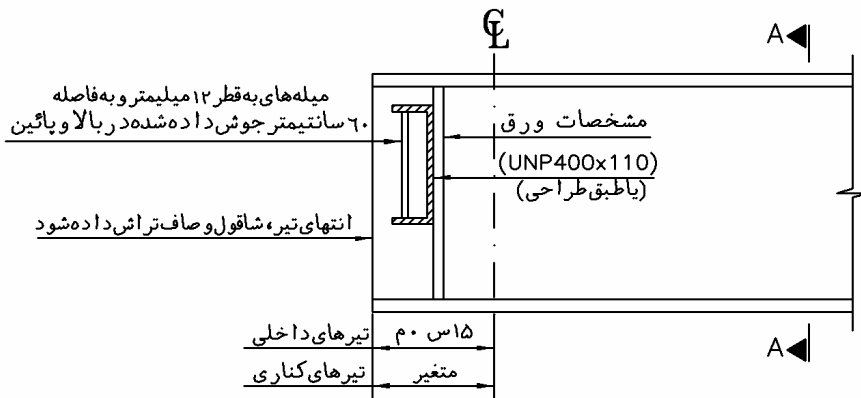 CL
A
میله‌های به قطر ۱۲ میلیمتر و به فاصله
۶۰ سانتیمتر جوش داده شده در بالا و پائین
مشخصات ورق
(UNP400x110)
(یا طبق طراحی)
انتهای تیر، شاقول و صاف تراش داده شود
تیرهای داخلی
۱۵ س ۰م
A
تیرهای کناری
متغیر